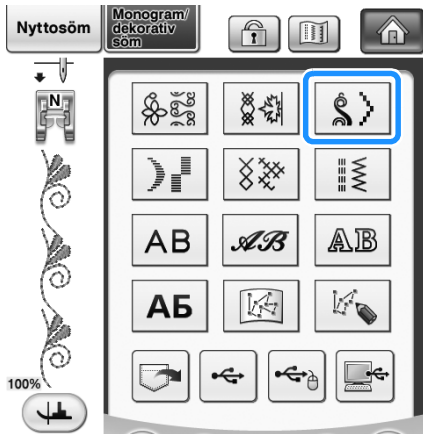 Nyttosöm
Monogram/
dekorativ
söm
N
AB
AB
AB
АБ
100%